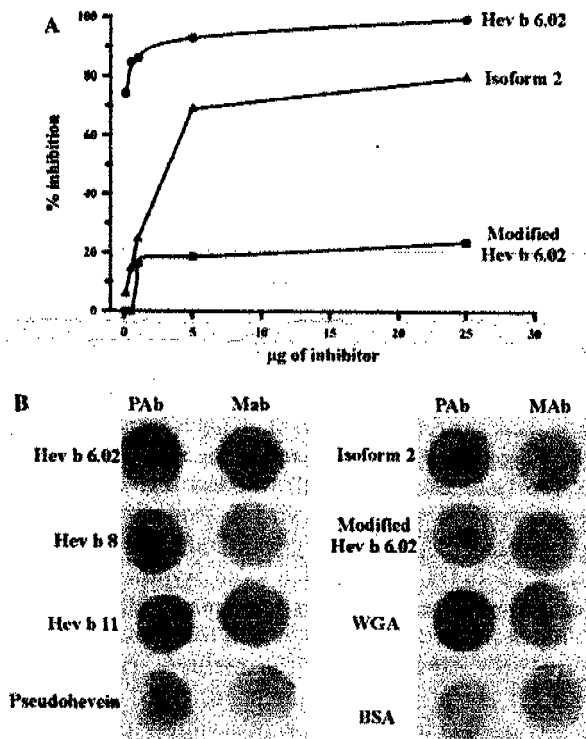 A
Hev b 6.02
Isoform 2
Modified
Hev b 6.02
% inhibition
100
80
60
40
20
0
0 5 10 15 20 25 30
µg of inhibitor
B
PAb Mab
Hev b 6.02
Hev b 8
Hev b 11
Pseudohevein
PAb MAb
Isoform 2
Modified
Hev b 6.02
WGA
BSA